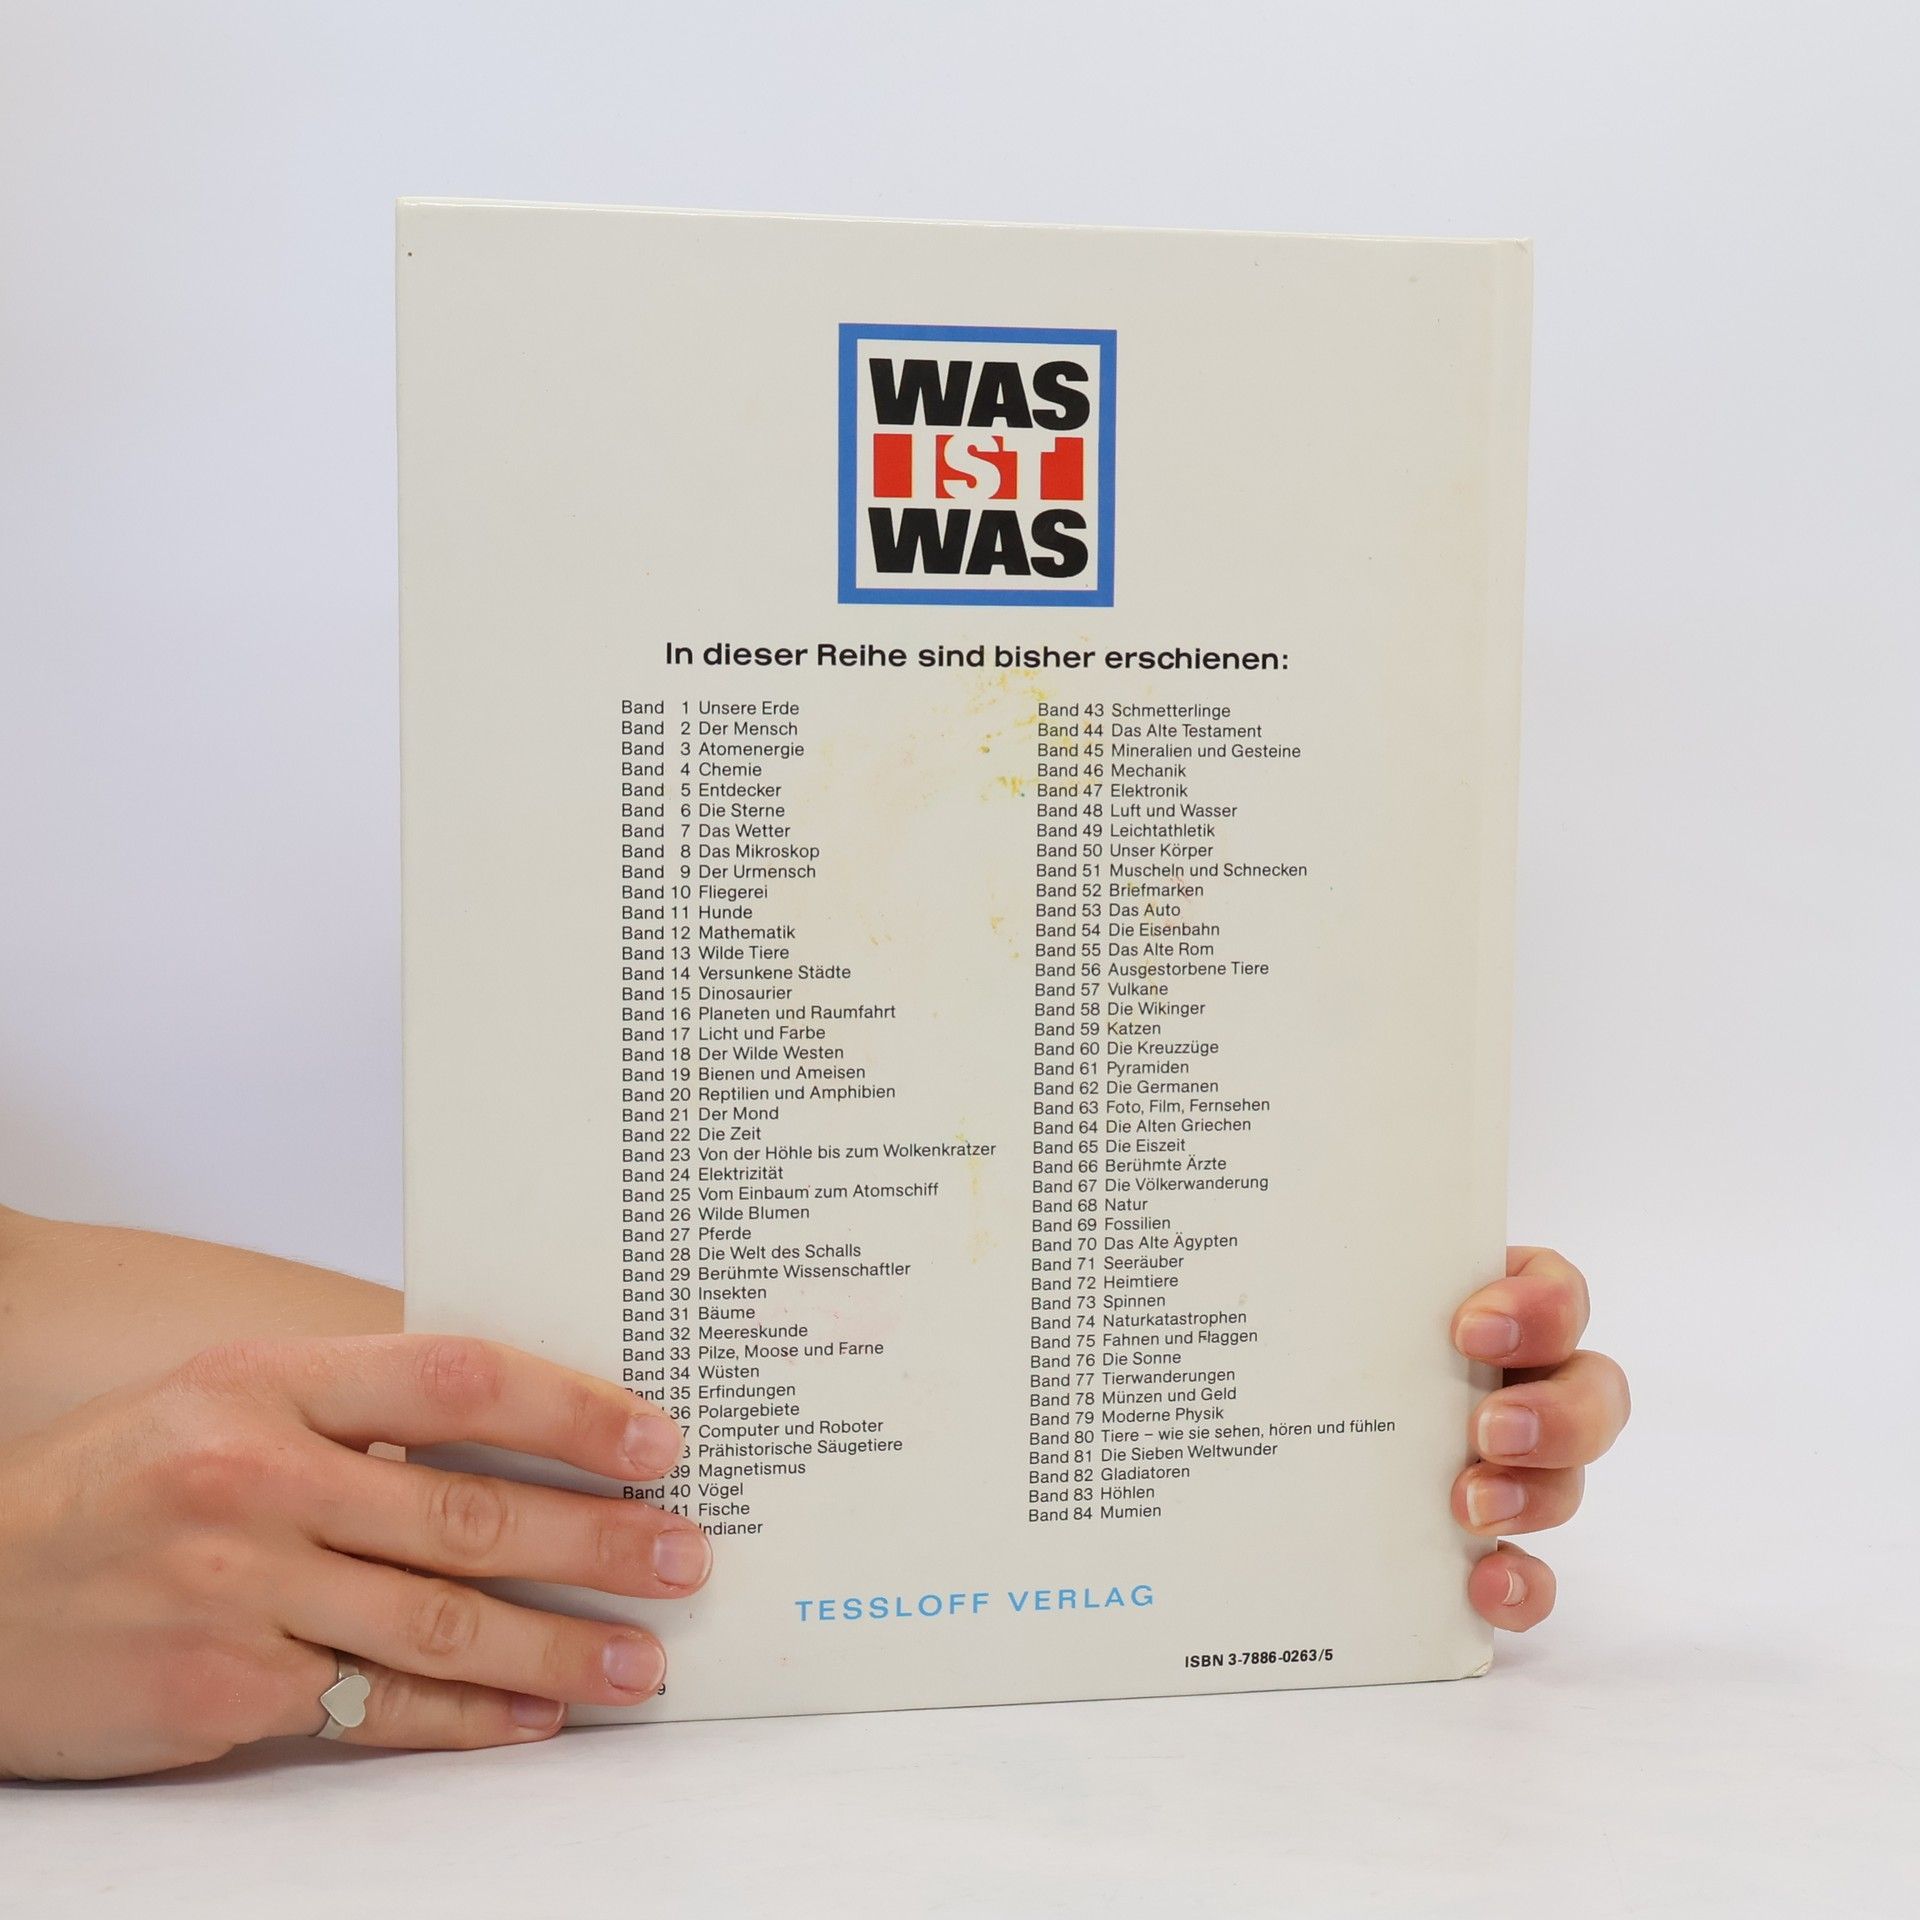 WAS
IST
WAS
In dieser Reihe sind bisher erschienen:
Band 1 Unsere Erde
Band 2 Der Mensch
Band 3 Atomenergie
Band 4 Chemie
Band 5 Entdecker
Band 6 Die Sterne
Band 7 Das Wetter
Band 8 Das Mikroskop
Band 9 Der Urmensch
Band 10 Fliegerei
Band 11 Hunde
Band 12 Mathematik
Band 13 Wilde Tiere
Band 14 Versunkene Städte
Band 15 Dinosaurier
Band 16 Planeten und Raumfahrt
Band 17 Licht und Farbe
Band 18 Der Wilde Westen
Band 19 Bienen und Ameisen
Band 20 Reptilien und Amphibien
Band 21 Der Mond
Band 22 Die Zeit
Band 23 Von der Höhle bis zum Wolkenkratzer
Band 24 Elektrizität
Band 25 Vom Einbaum zum Atomschiff
Band 26 Wilde Blumen
Band 27 Pferde
Band 28 Die Welt des Schalls
Band 29 Berühmte Wissenschaftler
Band 30 Insekten
Band 31 Bäume
Band 32 Meereskunde
Band 33 Pilze, Moose und Farne
Band 34 Wüsten
Band 35 Erfindungen
36 Polargebiete
7 Computer und Roboter
Prähistorische Säugetiere
39 Magnetismus
Band 40 Vögel
41 Fische
Indianer
Band 43 Schmetterlinge
Band 44 Das Alte Testament
Band 45 Mineralien und Gesteine
Band 46 Mechanik
Band 47 Elektronik
Band 48 Luft und Wasser
Band 49 Leichtathletik
Band 50 Unser Körper
Band 51 Muscheln und Schnecken
Band 52 Briefmarken
Band 53 Das Auto
Band 54 Die Eisenbahn
Band 55 Das Alte Rom
Band 56 Ausgestorbene Tiere
Band 57 Vulkane
Band 58 Die Wikinger
Band 59 Katzen
Band 60 Die Kreuzzüge
Band 61 Pyramiden
Band 62 Die Germanen
Band 63 Foto, Film, Fernsehen
Band 64 Die Alten Griechen
Band 65 Die Eiszeit
Band 66 Berühmte Ärzte
Band 67 Die Völkerwanderung
Band 68 Natur
Band 69 Fossilien
Band 70 Das Alte Ägypten
Band 71 Seeräuber
Band 72 Heimtiere
Band 73 Spinnen
Band 74 Naturkatastrophen
Band 75 Fahnen und Flaggen
Band 76 Die Sonne
Band 77 Tierwanderungen
Band 78 Münzen und Geld
Band 79 Moderne Physik
Band 80 Tiere – wie sie sehen, hören und fühlen
Band 81 Die Sieben Weltwunder
Band 82 Gladiatoren
Band 83 Höhlen
Band 84 Mumien
TESSLOFF VERLAG
ISBN 3-7886-0263/5
9